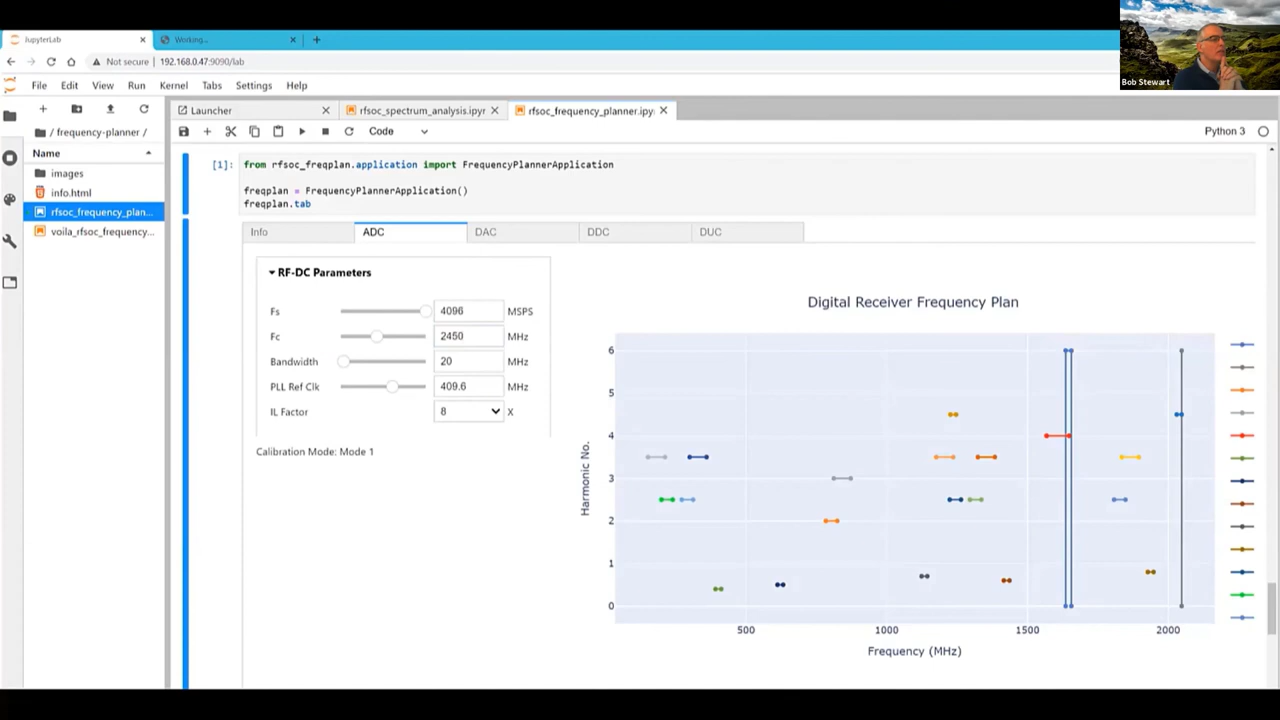 JupyterLab
Working...
Not secure
192.168.0.47:9090/lab
Bob Stewart
File Edit View Run Kernel Tabs Settings Help
Launcher
rfsoc_spectrum_analysis.ipyr
rfsoc_frequency_planner.ipy
Code
Python 3
/ frequency-planner /
Name
images
info.html
rfsoc_frequency_plan...
voila_rfsoc_frequency...
[1]: from rfsoc_freqplan.application import FrequencyPlannerApplication
freqplan = FrequencyPlannerApplication()
freqplan.tab
Info ADC DAC DDC DUC
RF-DC Parameters
Fs 4096 MSPS
Fc 2450 MHz
Bandwidth 20 MHz
PLL Ref Clk 409.6 MHz
IL Factor 8 X
Calibration Mode: Mode 1
Digital Receiver Frequency Plan
Harmonic No.
6
5
4
3
2
1
0
500 1000 1500 2000
Frequency (MHz)